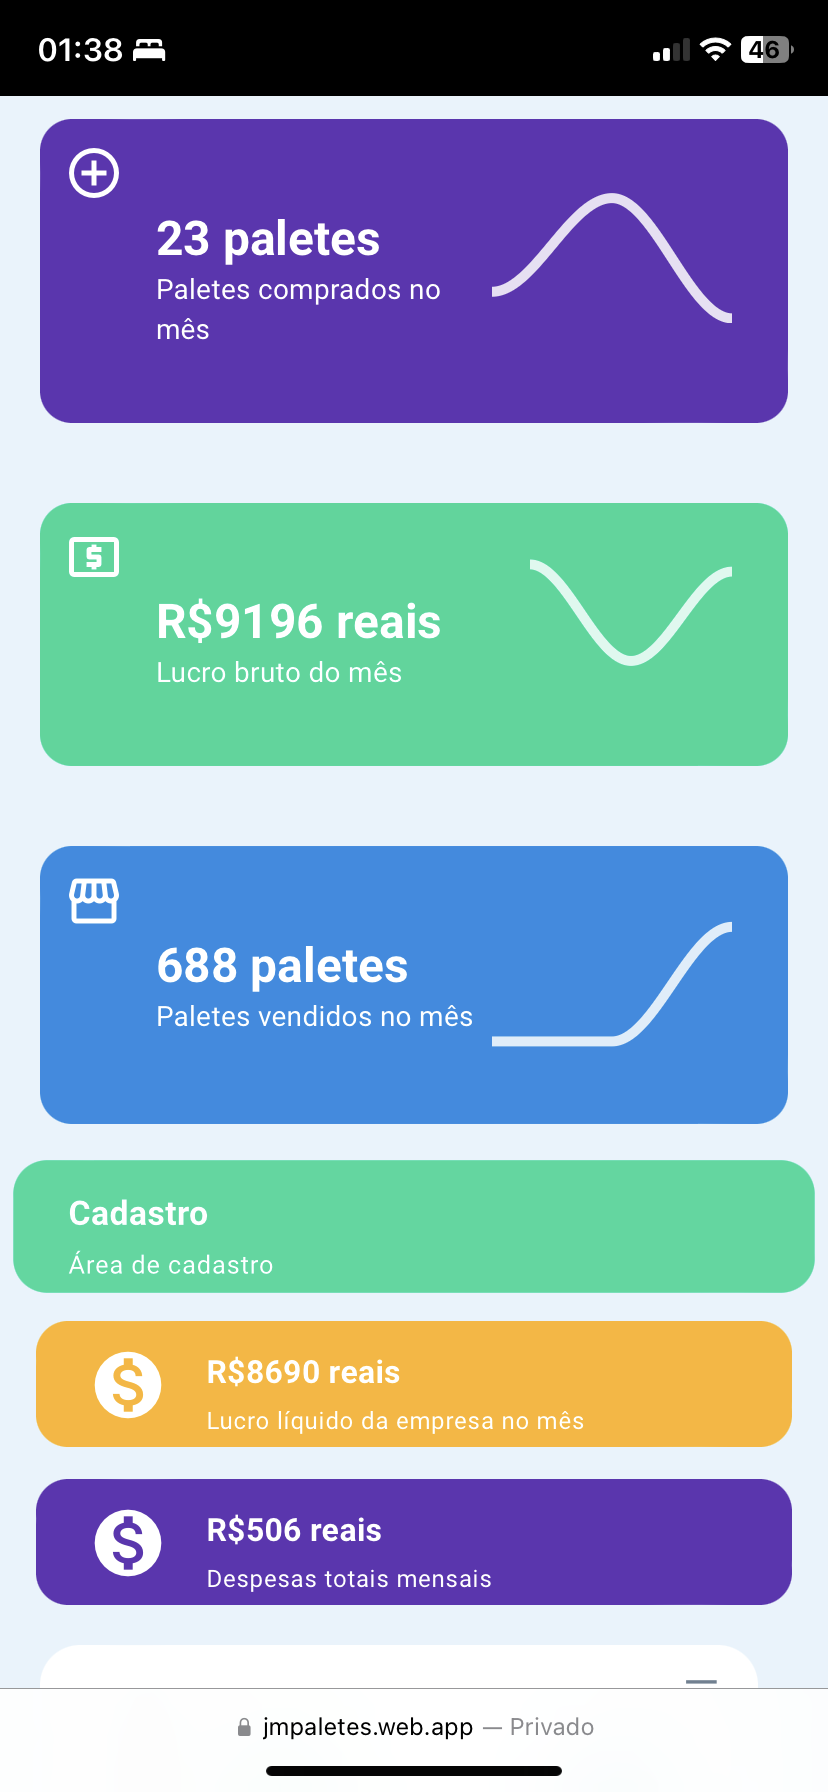 01:38
46
23 paletes
Paletes comprados no
mês
R$9196 reais
Lucro bruto do mês
688 paletes
Paletes vendidos no mês
Cadastro
Área de cadastro
R$8690 reais
Lucro líquido da empresa no mês
R$506 reais
Despesas totais mensais
jmpaletes.web.app — Privado